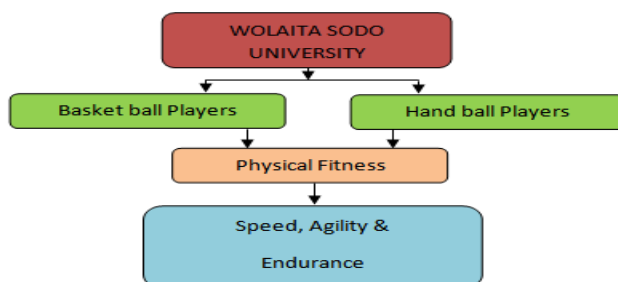 WOLAITA SODO
UNIVERSITY
Basket ball Players
Hand ball Players
Physical Fitness
Speed, Agility &
Endurance